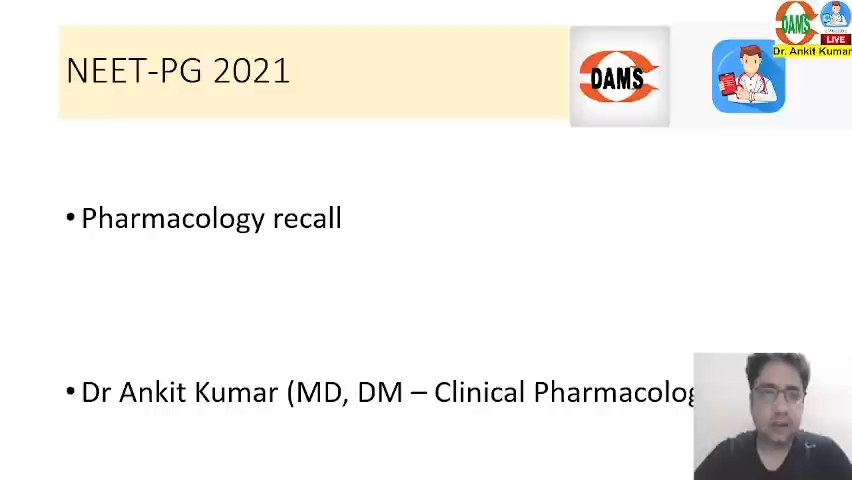 NEET-PG 2021
DAMS
DAMS
LIVE
Dr. Ankit Kumar
• Pharmacology recall
• Dr Ankit Kumar (MD, DM – Clinical Pharmacolog